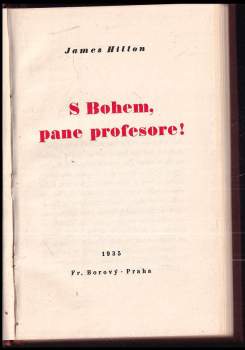 James Hilton
S Bohem,
pane profesore!
1935
Fr. Borový · Praha